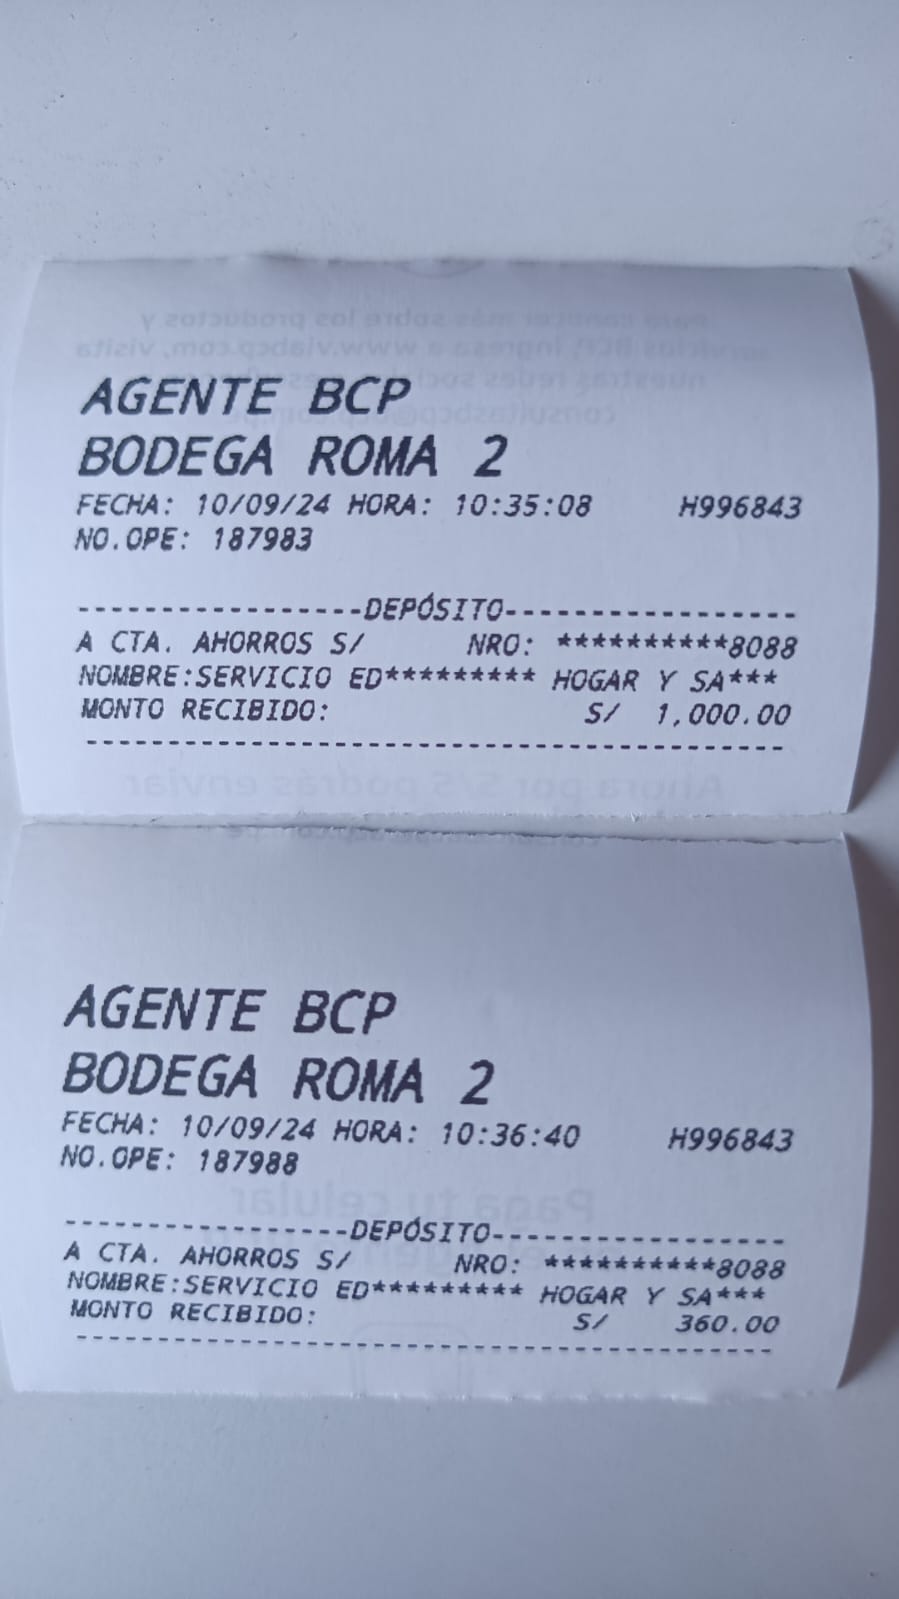 AGENTE BCP
BODEGA ROMA 2
FECHA: 10/09/24 HORA: 10:35:08 H996843
NO.OPE: 187983
-----------------DEPÓSITO-----------------
A CTA. AHORROS S/ NRO: **********8088
NOMBRE:SERVICIO ED********* HOGAR Y SA***
MONTO RECIBIDO: S/ 1,000.00
------------------------------------------
AGENTE BCP
BODEGA ROMA 2
FECHA: 10/09/24 HORA: 10:36:40 H996843
NO.OPE: 187988
-----------------DEPÓSITO-----------------
A CTA. AHORROS S/ NRO: **********8088
NOMBRE:SERVICIO ED********* HOGAR Y SA***
MONTO RECIBIDO: S/ 360.00
------------------------------------------